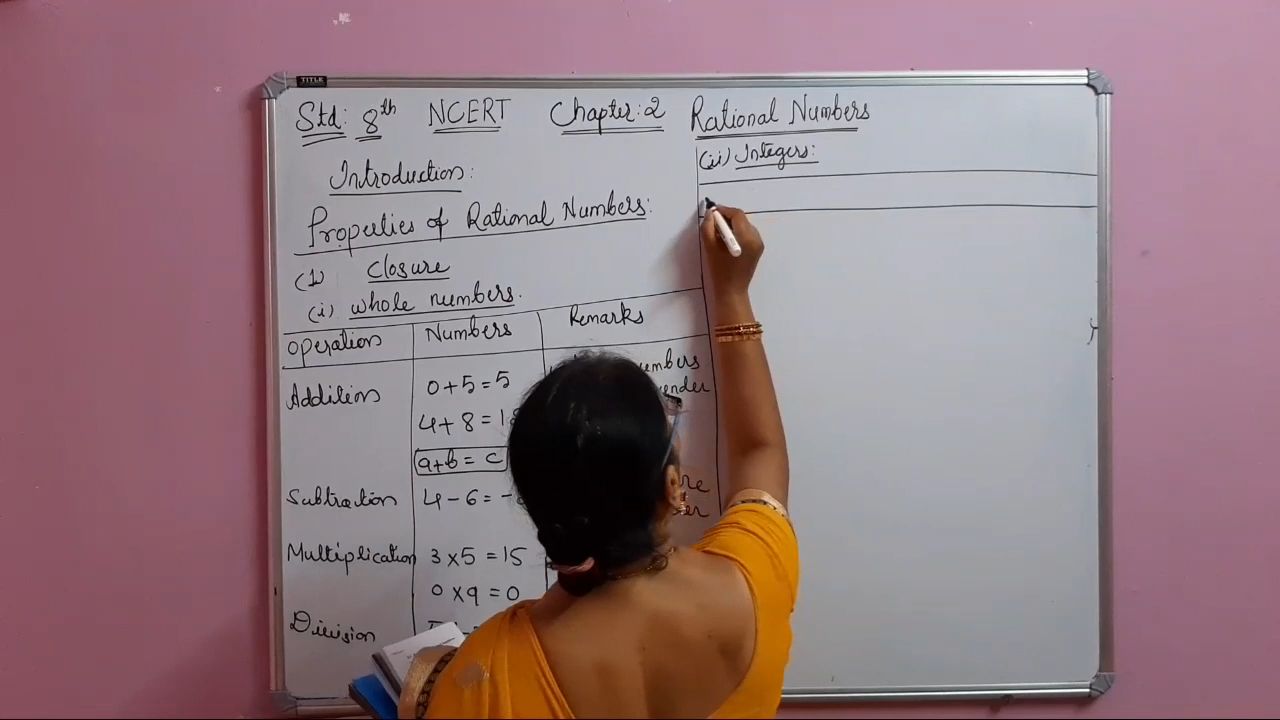 TITLE
Std: 8th NCERT Chapter: 2 Rational Numbers
Introduction:
Properties of Rational Numbers:
(1) Closure
(i) whole numbers.
Operation Numbers Remarks
Addition 0+5=5
4+8=
a+b=c
Subtraction 4-6=-
Multiplication 3×5=15
0×9=0
Division
(ii) Integers: